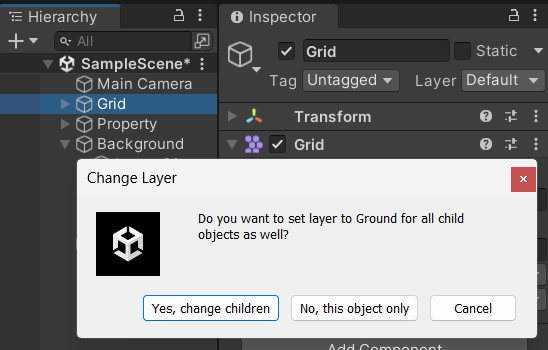 Hierarchy
All
SampleScene*
Main Camera
Grid
Property
Background
Inspector
Grid
Static
Tag Untagged Layer Default
Transform
Grid
Change Layer
Do you want to set layer to Ground for all child
objects as well?
Yes, change children
No, this object only
Cancel
Add Component